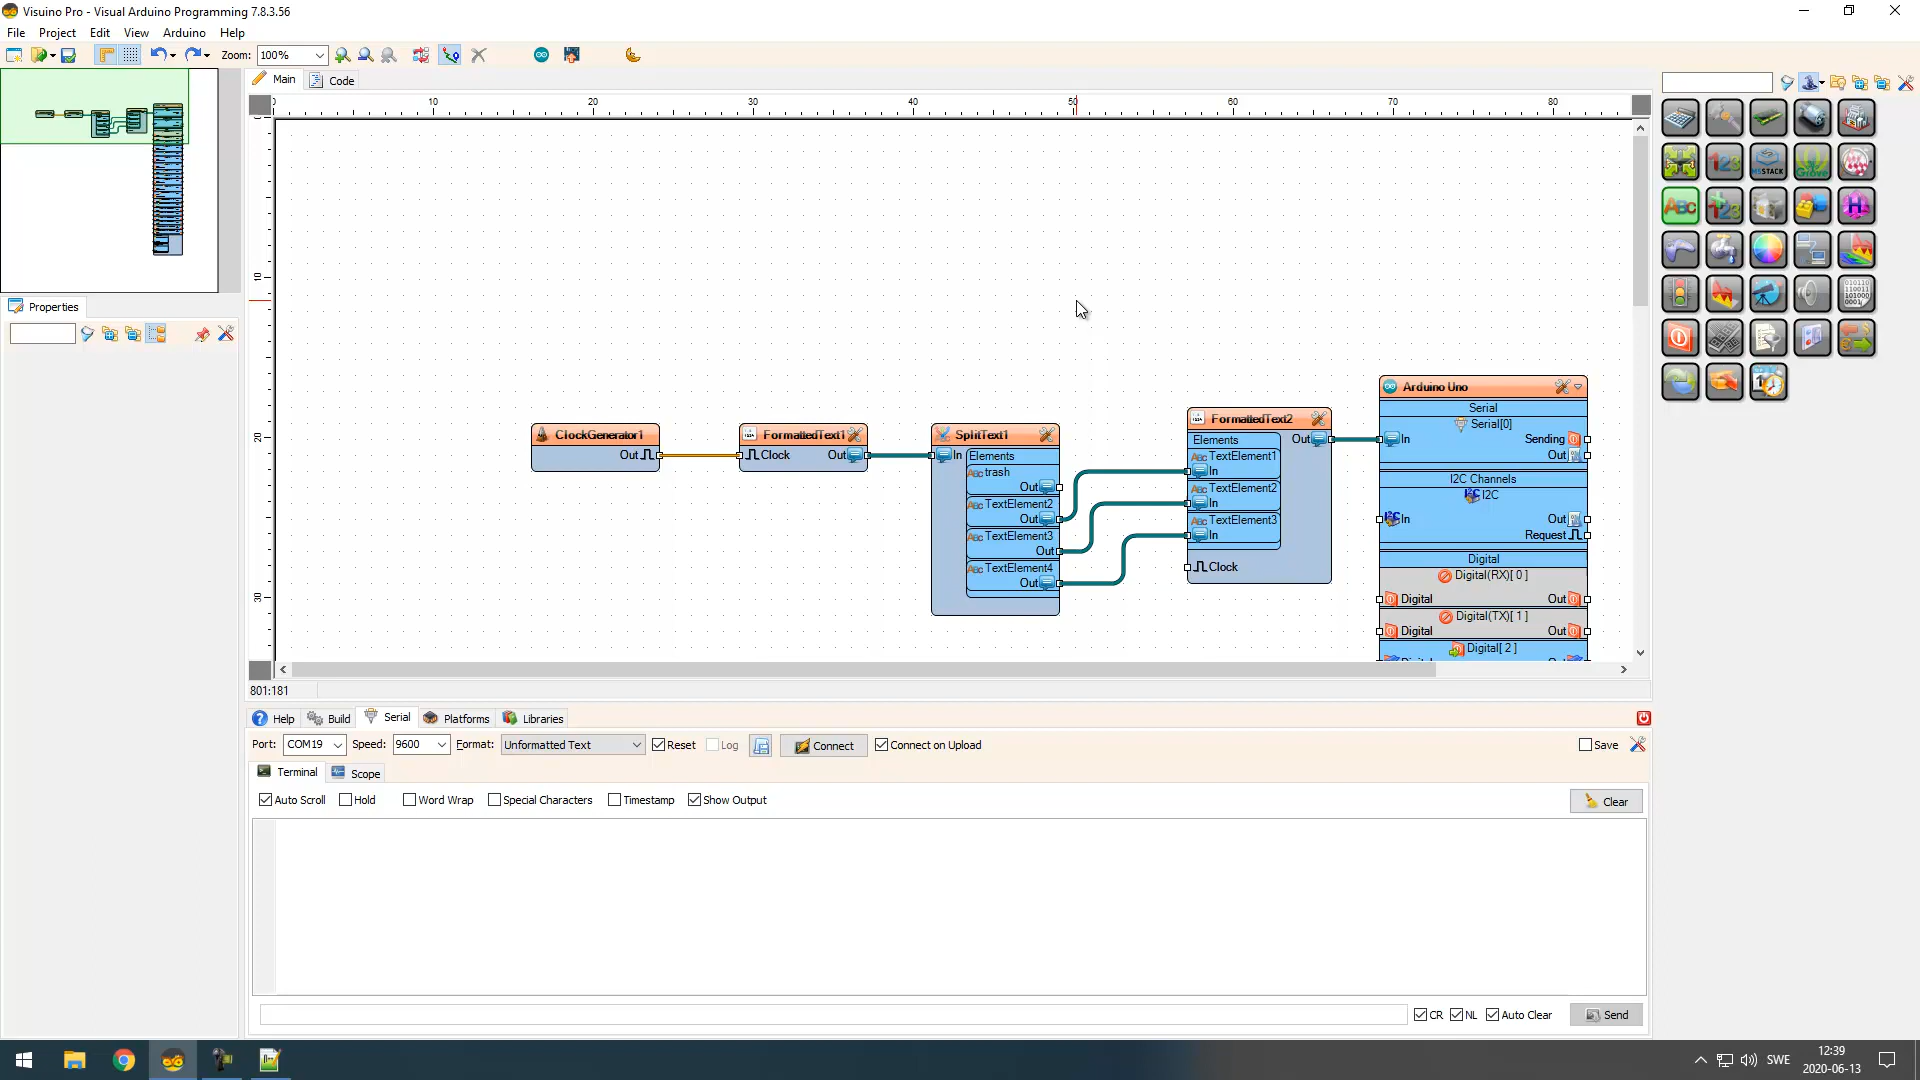 Visuino Pro - Visual Arduino Programming 7.8.3.56
File Project Edit View Arduino Help
Zoom: 100%
Main Code
10 20 30 40 50 60 70 80
10
20
30
Properties
ClockGenerator1
Out
FormattedText1
Clock Out
SplitText1
In Elements
trash
Out
TextElement2
Out
TextElement3
Out
TextElement4
Out
FormattedText2
Elements Out
TextElement1
In
TextElement2
In
TextElement3
In
Clock
Arduino Uno
Serial
Serial[0]
In Sending
Out
I2C Channels
I2C
In Out
Request
Digital
Digital(RX)[ 0 ]
Digital Out
Digital(TX)[ 1 ]
Digital Out
Digital[ 2 ]
801:181
Help Build Serial Platforms Libraries
Port: COM19 Speed: 9600 Format: Unformatted Text Reset Log Connect Connect on Upload Save
Terminal Scope
Auto Scroll Hold Word Wrap Special Characters Timestamp Show Output Clear
CR NL Auto Clear Send
SWE
12:39
2020-06-13